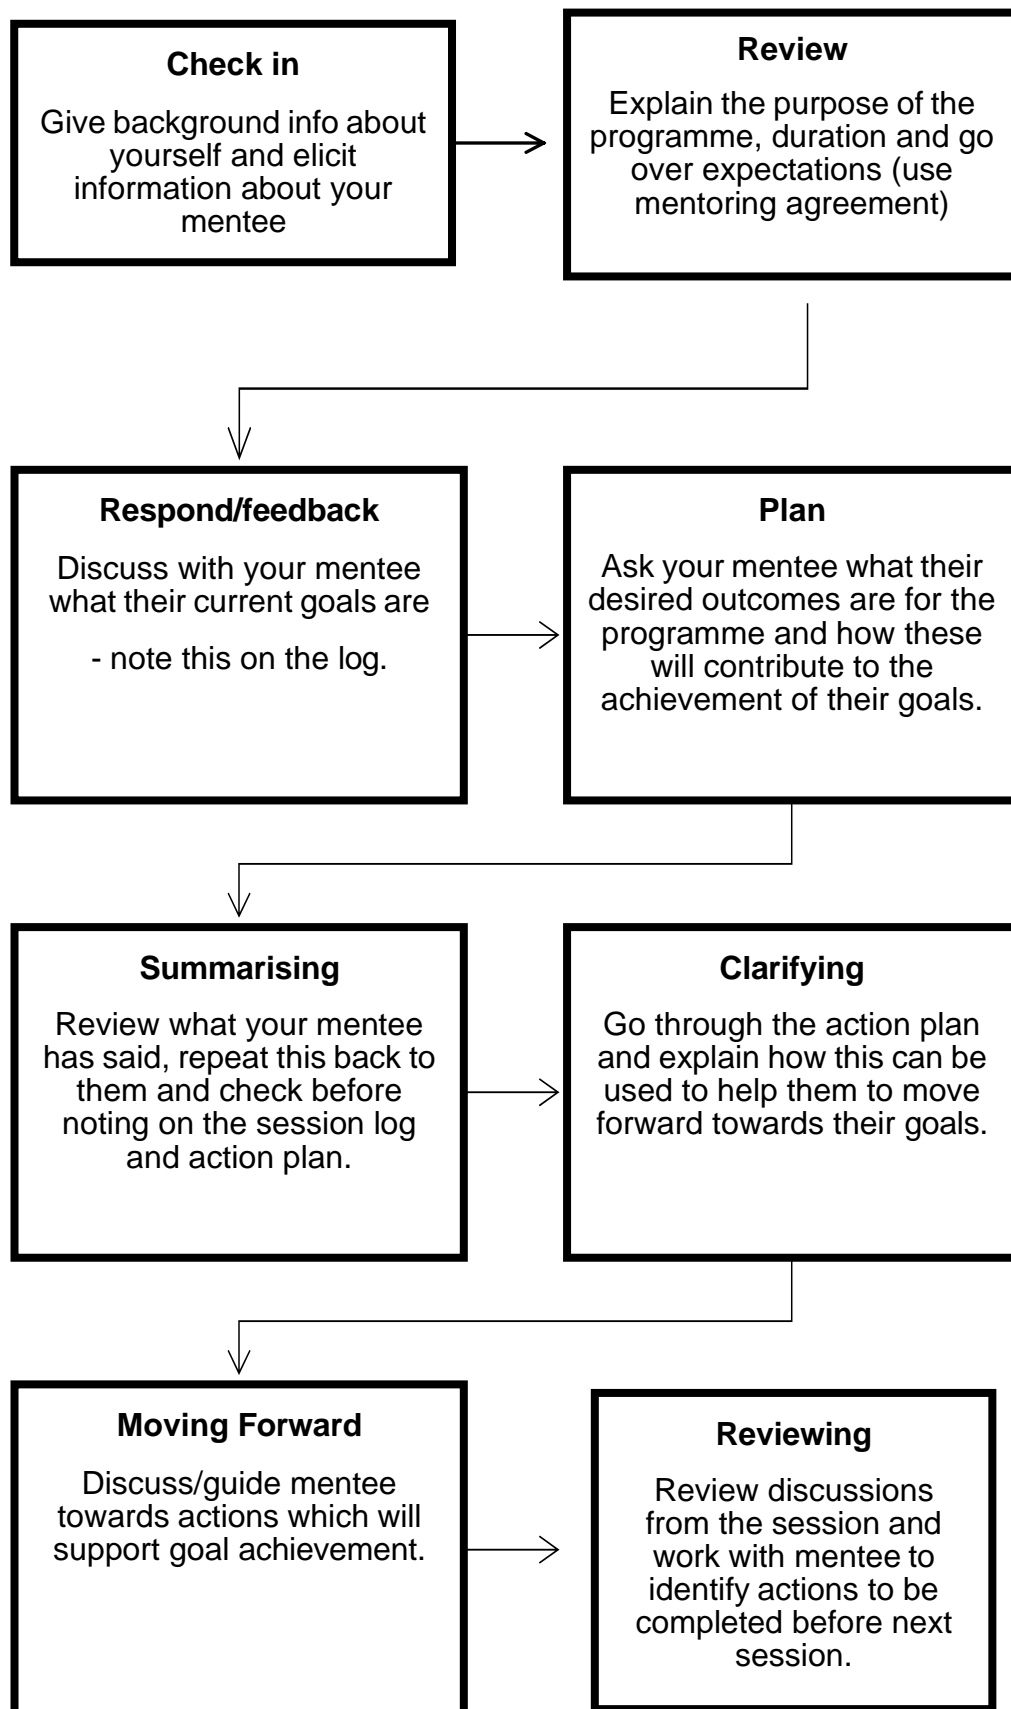 Check in
Give background info about
yourself and elicit
information about your
mentee
Review
Explain the purpose of the
programme, duration and go
over expectations (use
mentoring agreement)
Respond/feedback
Discuss with your mentee
what their current goals are
- note this on the log.
Plan
Ask your mentee what their
desired outcomes are for the
programme and how these
will contribute to the
achievement of their goals.
Summarising
Review what your mentee
has said, repeat this back to
them and check before
noting on the session log
and action plan.
Clarifying
Go through the action plan
and explain how this can be
used to help them to move
forward towards their goals.
Moving Forward
Discuss/guide mentee
towards actions which will
support goal achievement.
Reviewing
Review discussions
from the session and
work with mentee to
identify actions to be
completed before next
session.